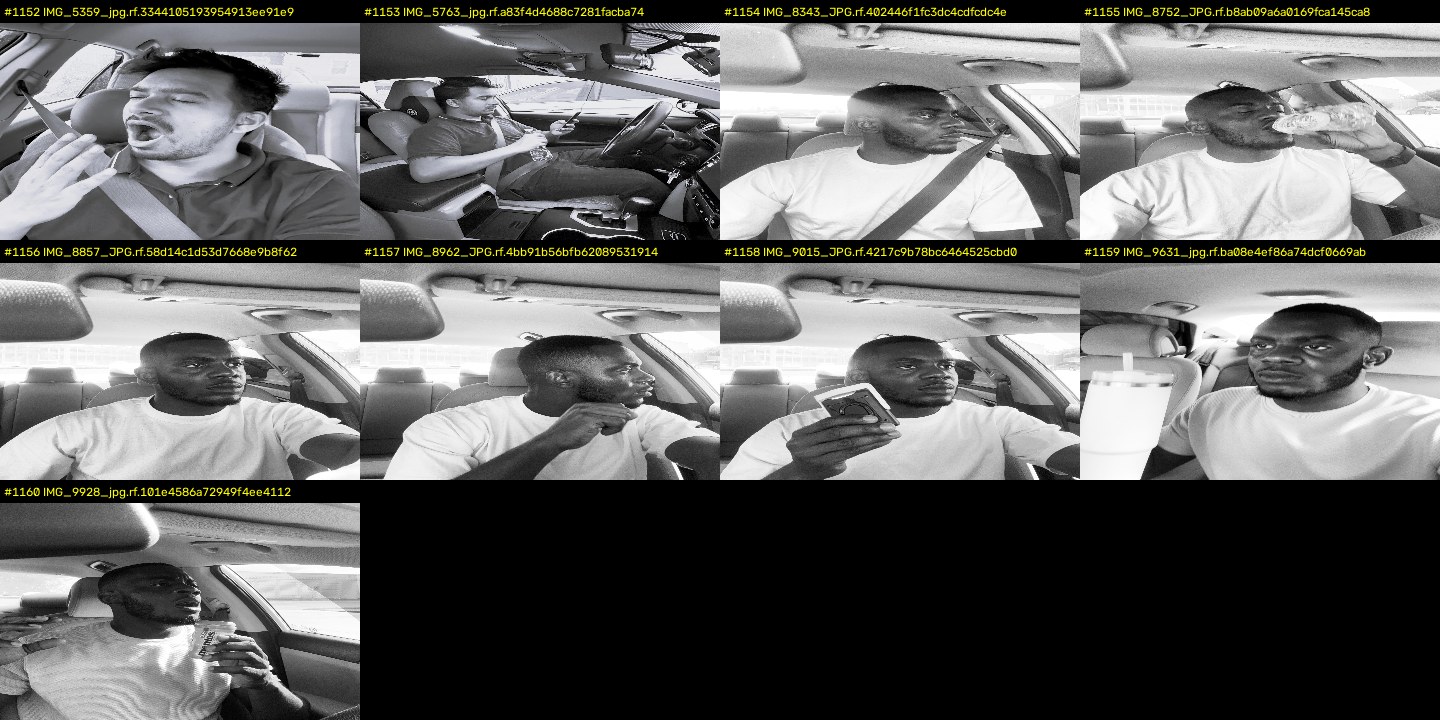 #1152 IMG_5359_jpg.rf.3344105193954913ee91e9
#1153 IMG_5763_jpg.rf.a83f4d4688c7281facba74
#1154 IMG_8343_JPG.rf.402446f1fc3dc4cdfcdc4e
#1155 IMG_8752_JPG.rf.b8ab09a6a0169fca145ca8
#1156 IMG_8857_JPG.rf.58d14c1d53d7668e9b8f62
#1157 IMG_8962_JPG.rf.4bb91b56bfb62089531914
#1158 IMG_9015_JPG.rf.4217c9b78bc6464525cbd0
#1159 IMG_9631_jpg.rf.ba08e4ef86a74dcf0669ab
#1160 IMG_9928_jpg.rf.101e4586a72949f4ee4112